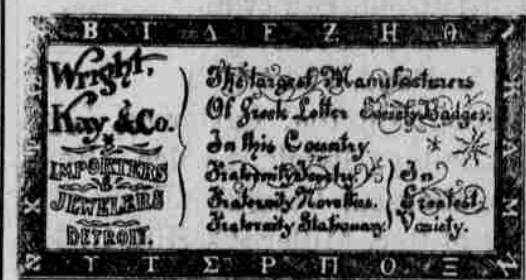 Β Γ Δ Ε Ζ Η Θ
Wright,
Kay & Co.
IMPORTERS
&
JEWELERS
DETROIT.
The Largest Manufacturers
Of Greek Letter Society Badges.
In this Country.
Fraternity Jewelry.
Fraternity Novelties.
Fraternity Stationary.
In
Greatest
Variety.
Χ
Λ
Μ
Υ Τ Σ Ρ Π Ο Ξ Ν